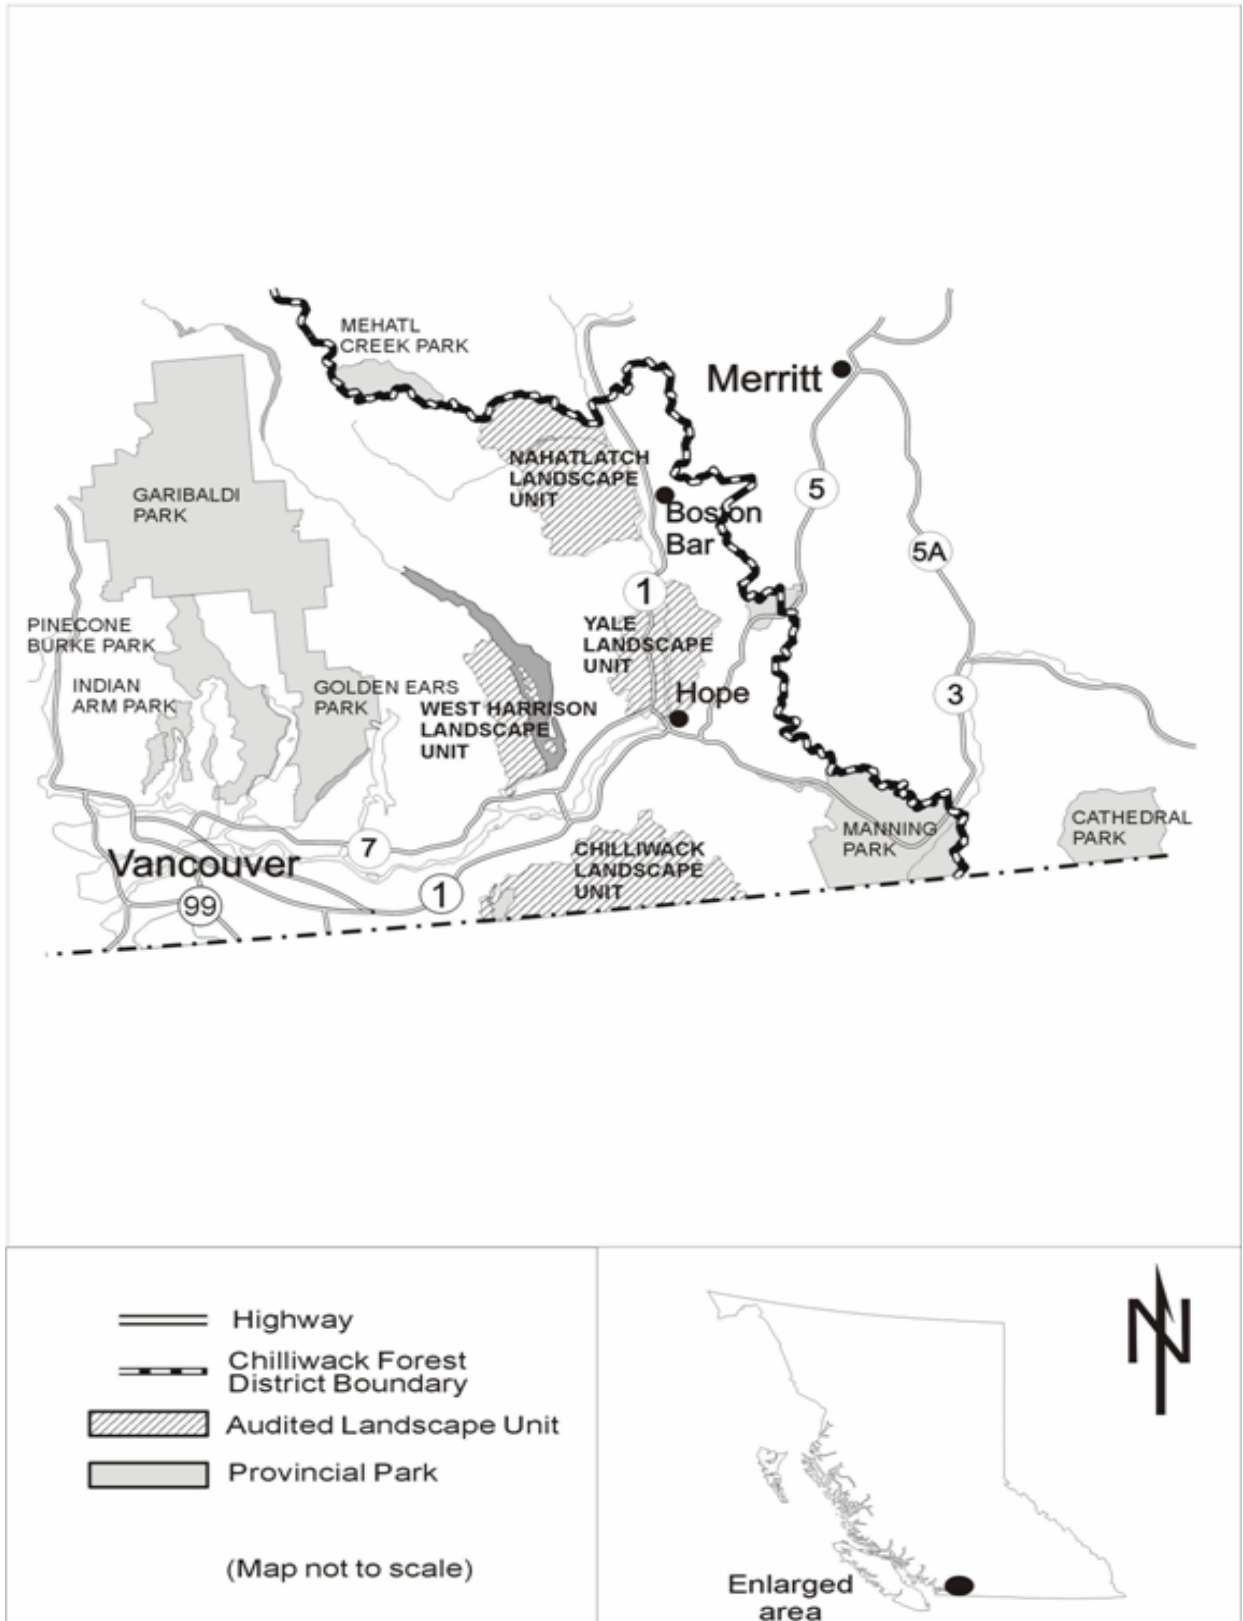 MEHATL
CREEK PARK
Merritt
NAHATLATCH
LANDSCAPE
UNIT
GARIBALDI
PARK
5
Boston
Bar
5A
1
PINECONE
BURKE PARK
YALE
LANDSCAPE
UNIT
INDIAN
ARM PARK
GOLDEN EARS
PARK
Hope
3
WEST HARRISON
LANDSCAPE
UNIT
CATHEDRAL
PARK
MANNING
PARK
7
CHILLIWACK
LANDSCAPE
UNIT
Vancouver
1
99
Highway
Chilliwack Forest
District Boundary
Audited Landscape Unit
Provincial Park
(Map not to scale)
N
Enlarged
area